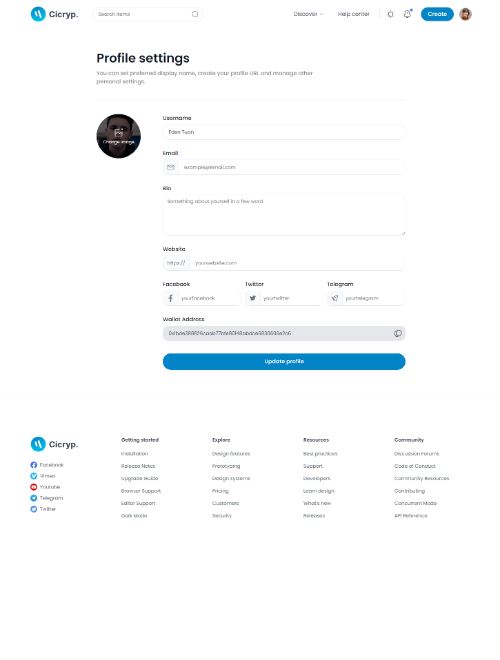 Cicryp.
Search items
Discover
Help center
Create
Profile settings
You can set preferred display name, create your profile URL and manage other
personal settings.
Change Image
Username
Eden Tuan
Email
example@email.com
Bio
Something about yourself in a few word.
Website
https://
yourwebsite.com
Facebook
Twitter
Telegram
yourfacebook
yourtwitter
yourtelegram
Wallet Address
Update profile
Cicryp.
Facebook
Vimeo
Youtube
Telegram
Twitter
Getting started
Installation
Release Notes
Upgrade Guide
Browser Support
Editor Support
Dark Mode
Explore
Design features
Prototyping
Design systems
Pricing
Customers
Security
Resources
Best practices
Support
Developers
Learn design
What's new
Releases
Community
Discussion Forums
Code of Conduct
Community Resources
Contributing
Concurrent Mode
API Reference